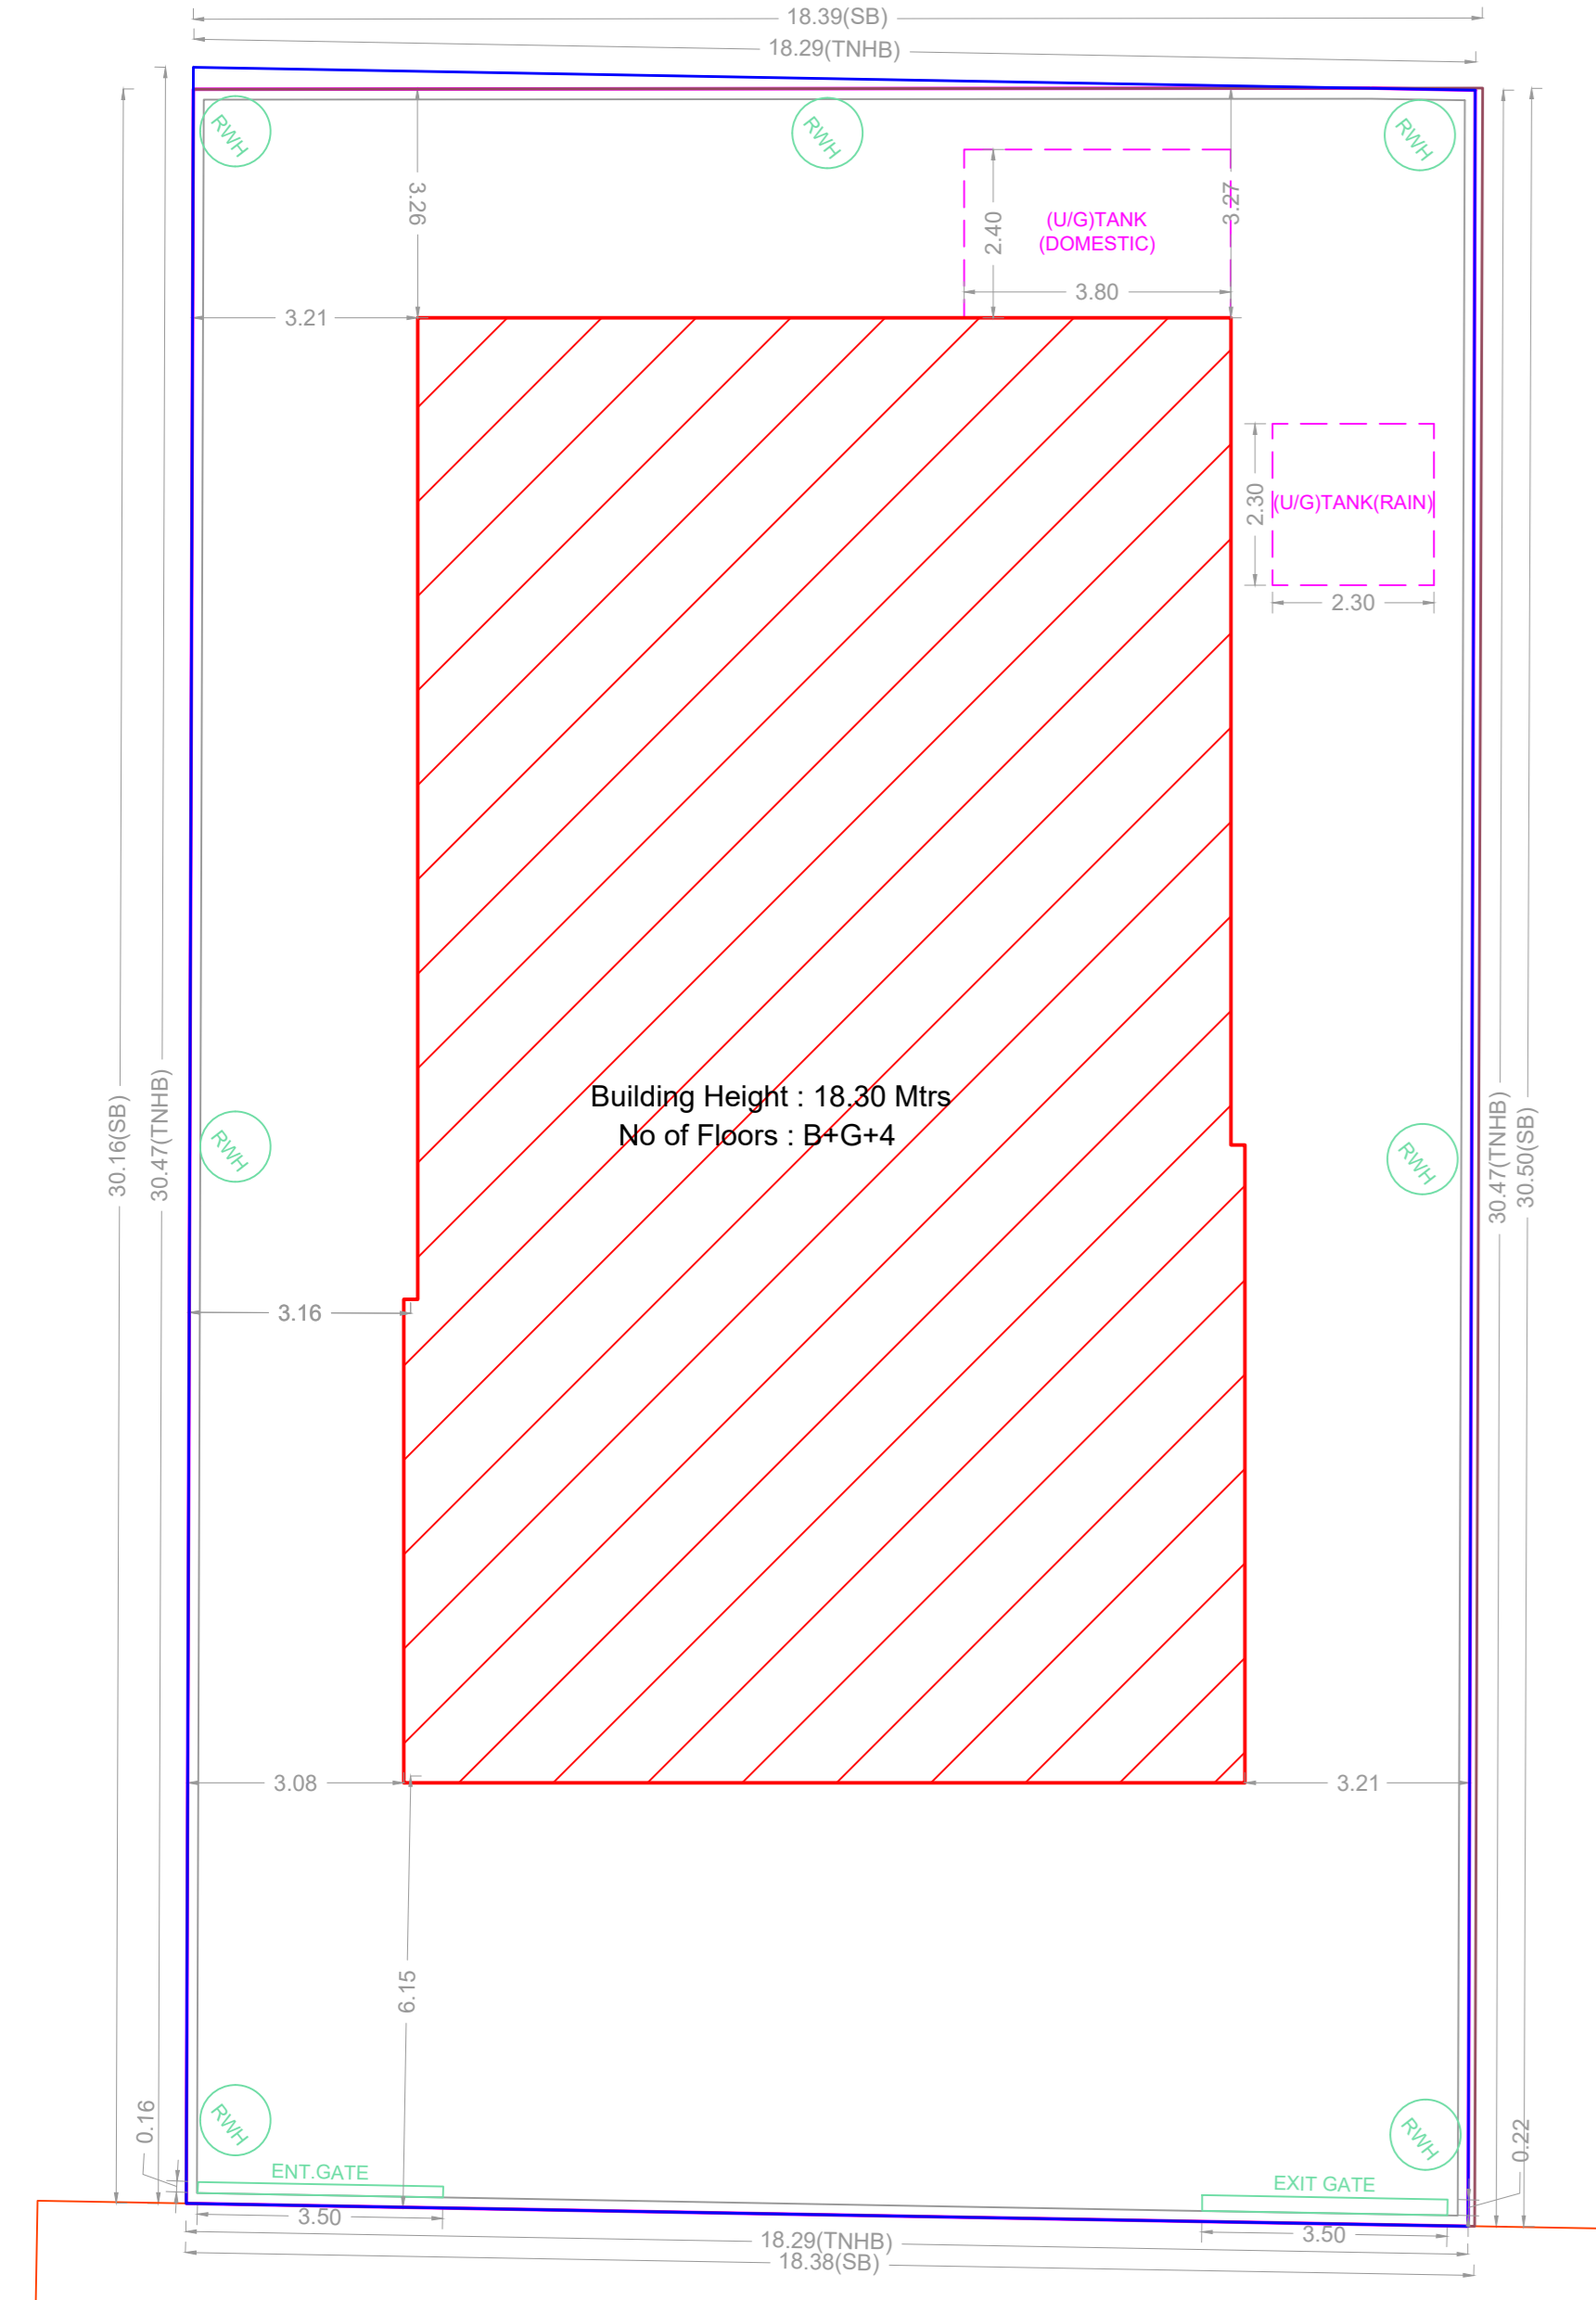 18.39(SB)
18.29(TNHB)
RWH
RWH
RWH
3.26
3.27
2.40
(U/G)TANK
(DOMESTIC)
3.80
3.21
2.30
(U/G)TANK(RAIN)
2.30
Building Height : 18.30 Mtrs
No of Floors : B+G+4
30.16(SB)
30.47(TNHB)
RWH
RWH
30.47(TNHB)
30.50(SB)
3.16
3.08
3.21
6.15
0.16
RWH
RWH
0.22
ENT.GATE
EXIT GATE
3.50
3.50
18.29(TNHB)
18.38(SB)